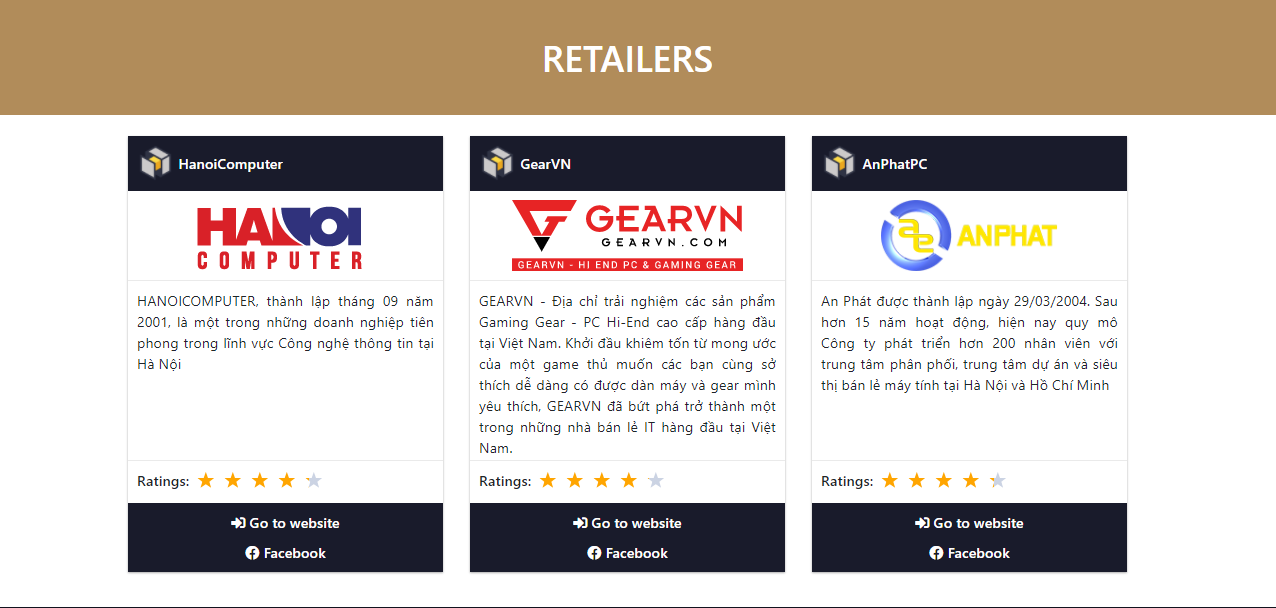 RETAILERS
HanoiComputer
HANOI
COMPUTER
HANOICOMPUTER, thành lập tháng 09 năm
2001, là một trong những doanh nghiệp tiên
phong trong lĩnh vực Công nghệ thông tin tại
Hà Nội
Ratings:
Go to website
Facebook
GearVN
GEARVN
GEARVN.COM
GEARVN - HI END PC & GAMING GEAR
GEARVN - Địa chỉ trải nghiệm các sản phẩm
Gaming Gear - PC Hi-End cao cấp hàng đầu
tại Việt Nam. Khởi đầu khiêm tốn từ mong ước
của một game thủ muốn các bạn cùng sở
thích dễ dàng có được dàn máy và gear mình
yêu thích, GEARVN đã bứt phá trở thành một
trong những nhà bán lẻ IT hàng đầu tại Việt
Nam.
Ratings:
Go to website
Facebook
AnPhatPC
ANPHAT
An Phát được thành lập ngày 29/03/2004. Sau
hơn 15 năm hoạt động, hiện nay quy mô
Công ty phát triển hơn 200 nhân viên với
trung tâm phân phối, trung tâm dự án và siêu
thị bán lẻ máy tính tại Hà Nội và Hồ Chí Minh
Ratings:
Go to website
Facebook